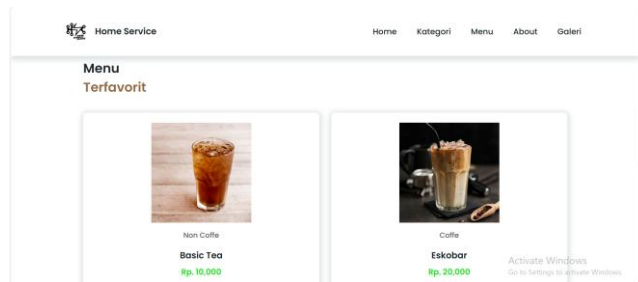 Home Service
Home Kategori Menu About Galeri
Menu
Terfavorit
Non Coffe
Basic Tea
Rp. 10,000
Coffe
Eskobar
Rp. 20,000
Activate Windows
Go to Settings to activate Windows.